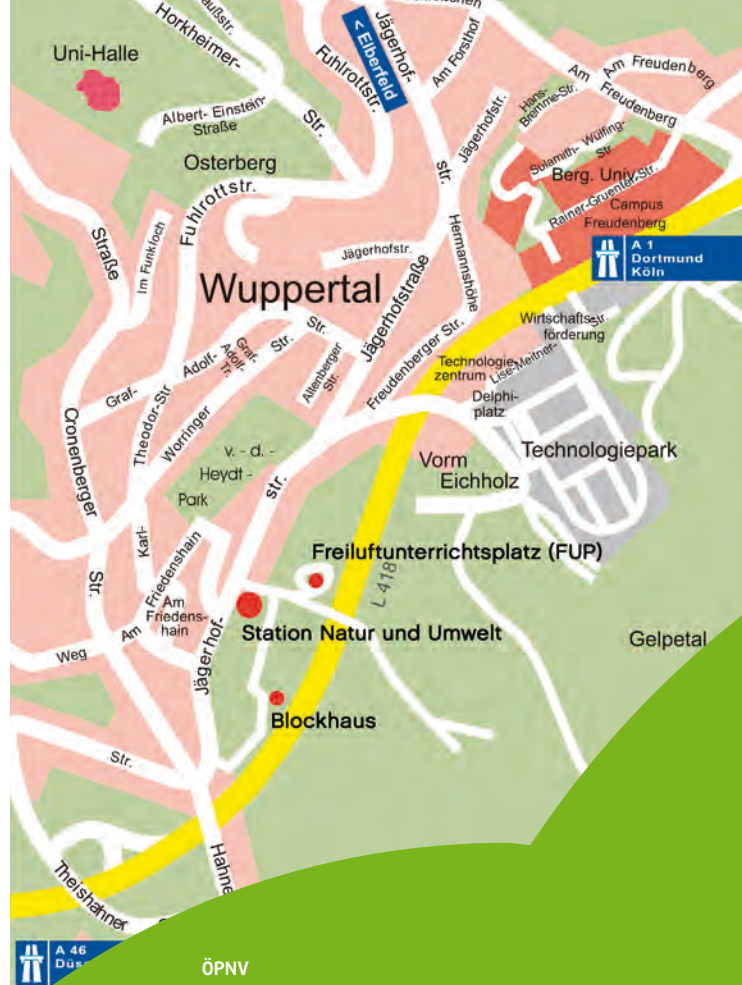 Uni-Halle
Horkheimer-
Str.
Fuhlrottstr.
< Elberfeld
Jägerhof-
str.
Am Forsthof
Am Freudenberg
Am
Freudenberg
Hans-
Bremme-Str.
Jägerhofstr.
Albert- Einstein-
Straße
Sulamith- Wülfing-
Str
Osterberg
Berg. Univ.
Rainer-Gruenter-Str.
Campus
Freudenberg
Fuhlrottstr.
Straße
Im Funkloch
Jägerhofstr.
Hermannshöhe
A 1
Dortmund
Köln
Wuppertal
Jägerhofstraße
Wirtschafts-
förderung
Str.
Freudenberger Str.
Technologie-
zentrum
Lise-Meitner-
Delphi-
platz
Graf-
Adolf-
Str.
Graf-
Adolf-
Tr.
Altenberger
Str.
Cronenberger
Str.
Theodor-Str
Karl-
Worringer
Str.
v. - d. -
Heydt -
Park
Vorm
Eichholz
Technologiepark
str.
Jägerhof-
Freiluftunterrichtsplatz (FUP)
L 418
Am
Friedenshain
Am
Friedens-
hain
Station Natur und Umwelt
Gelpetal
Weg
Blockhaus
Str.
Theishahner
Hahne
A 46
Düs
ÖPNV